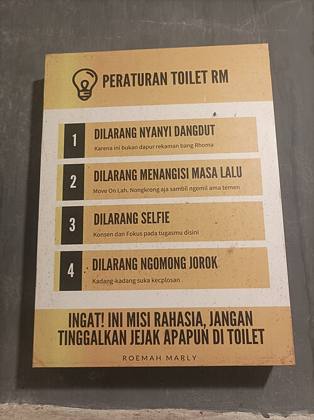 PERATURAN TOILET RM
1
DILARANG NYANYI DANGDUT
Karena ini bukan dapur rekaman bang Rhoma
2
DILARANG MENANGISI MASA LALU
Move On Lah, Nongkrong aja sambil ngemil ama temen
3
DILARANG SELFIE
Konsen dan Fokus pada tugasmu disini
4
DILARANG NGOMONG JOROK
Kadang-kadang suka kecplosan
INGAT! INI MISI RAHASIA, JANGAN
TINGGALKAN JEJAK APAPUN DI TOILET
ROEMAH MARLY